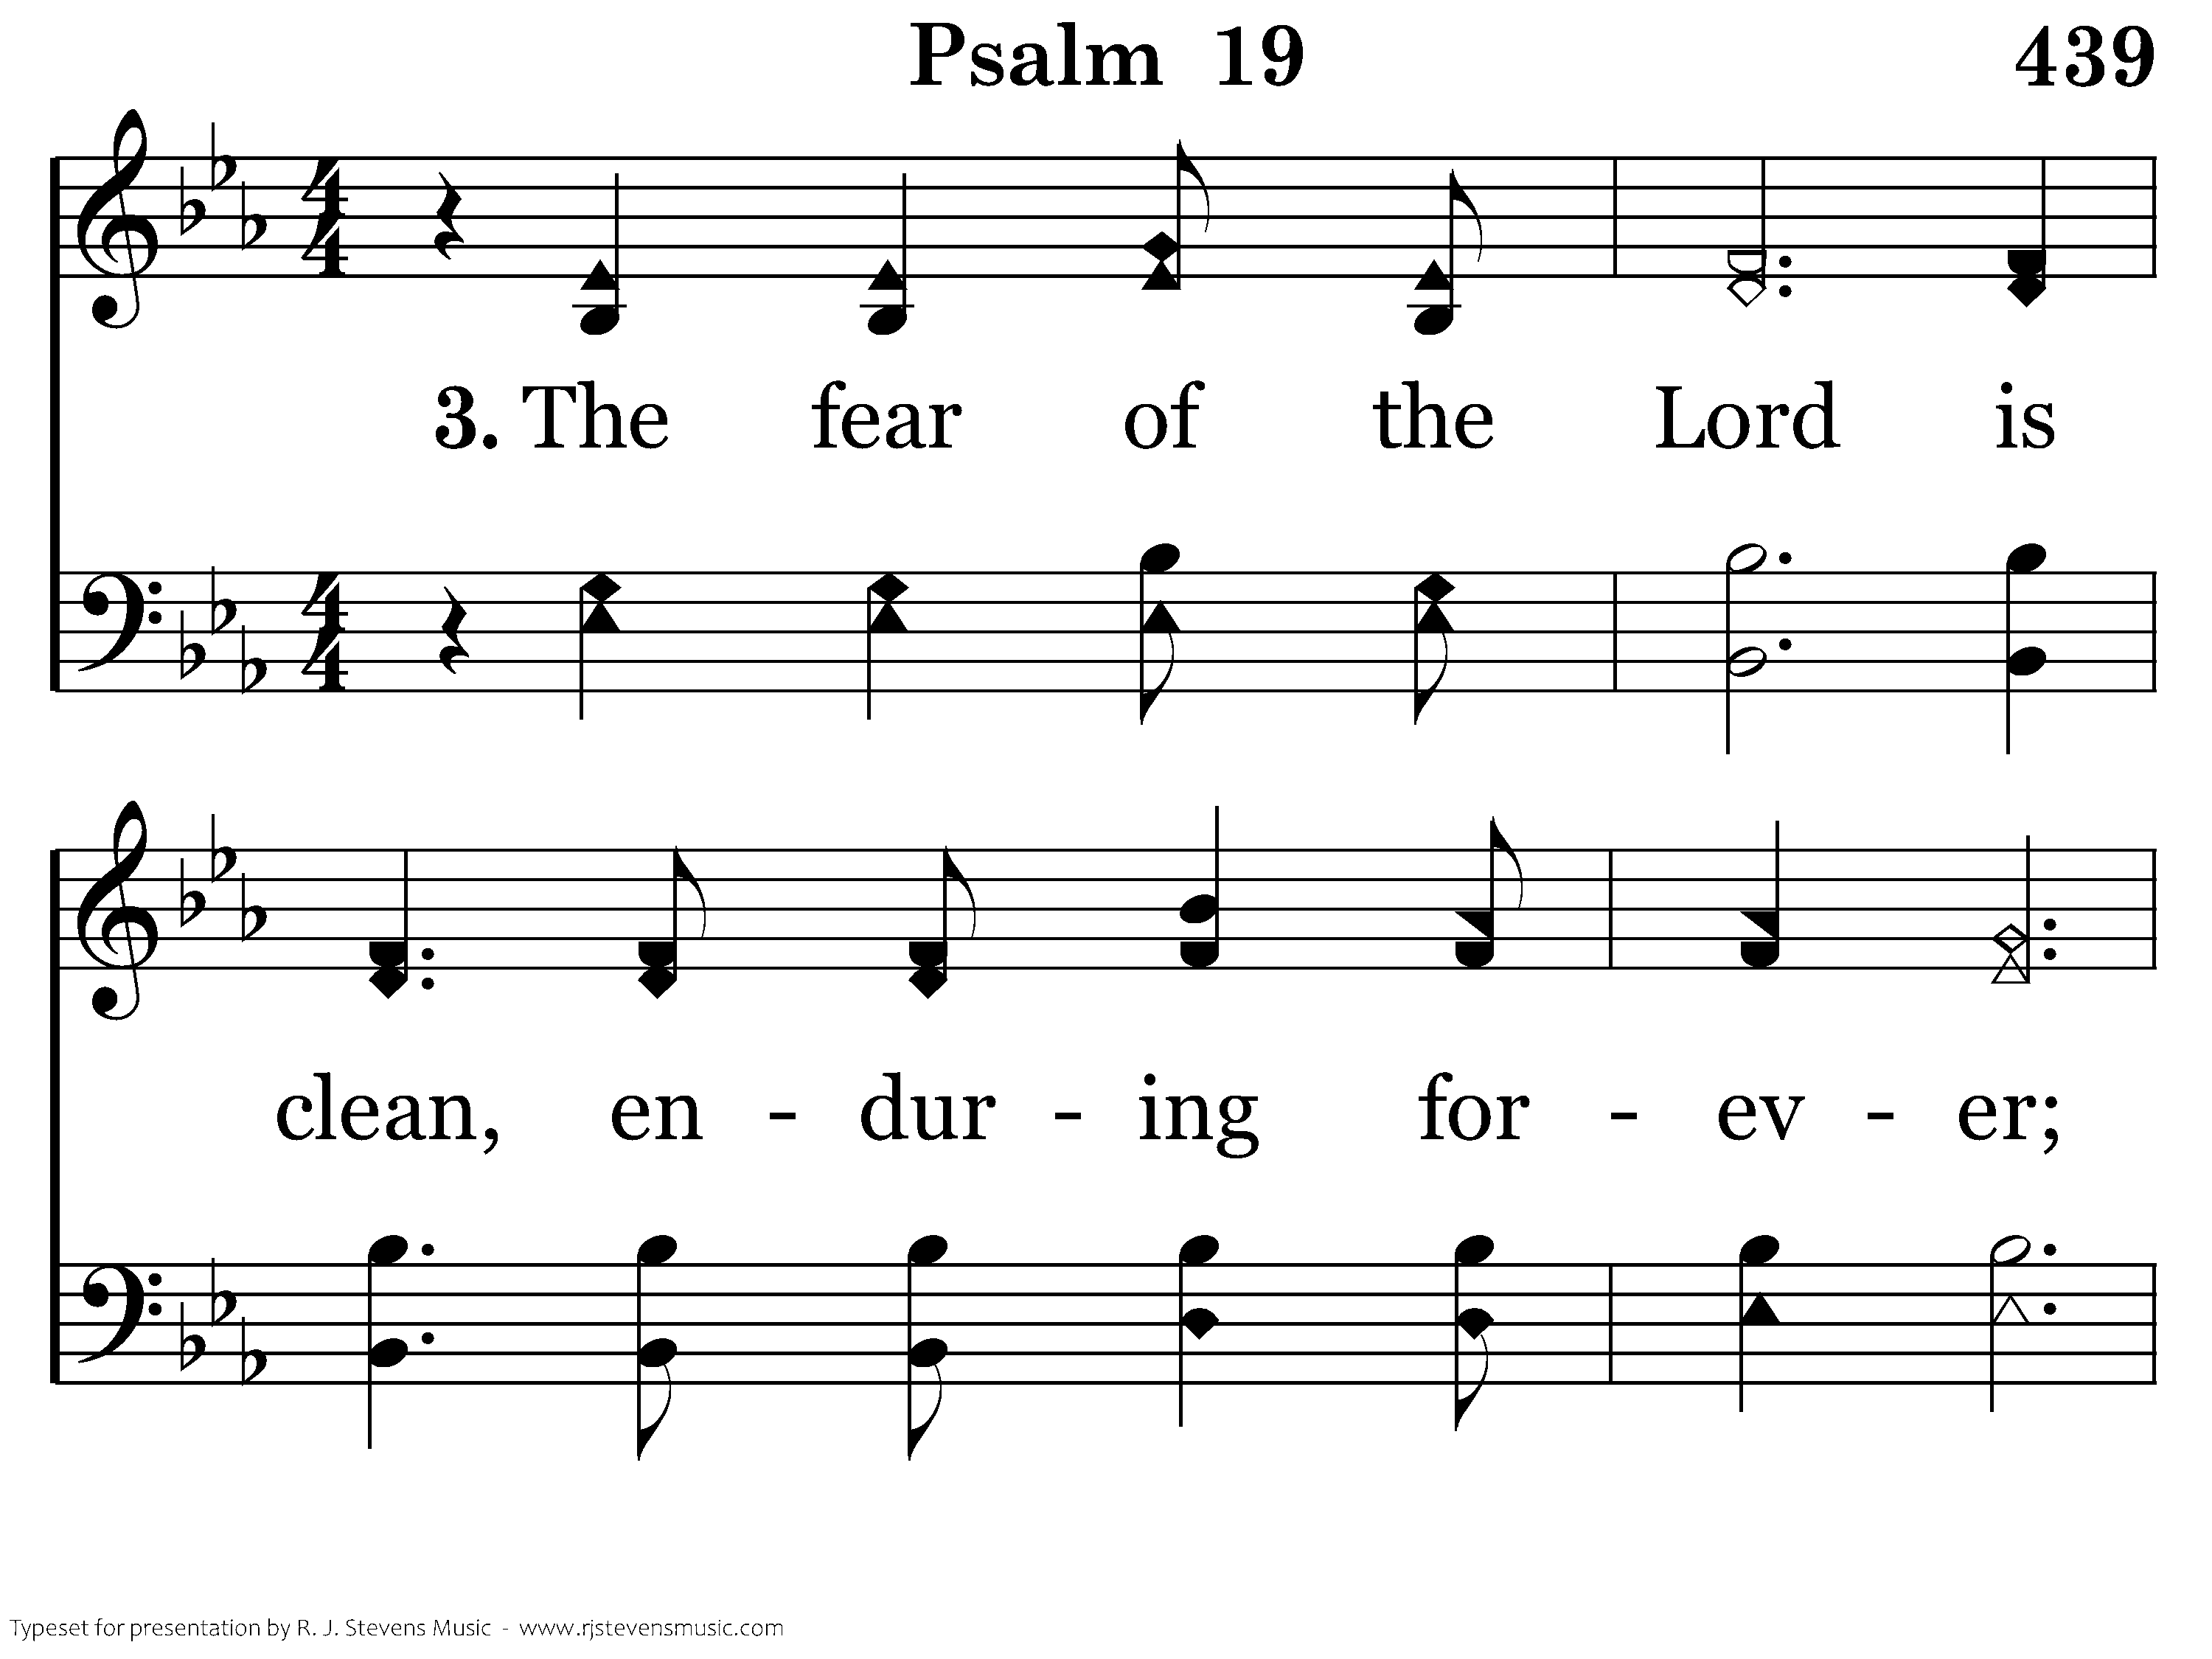 Psalm 19 439
3. The fear of the Lord is
clean, en - dur - ing for - ev - er;
Typeset for presentation by R. J. Stevens Music - www.rjstevensmusic.com